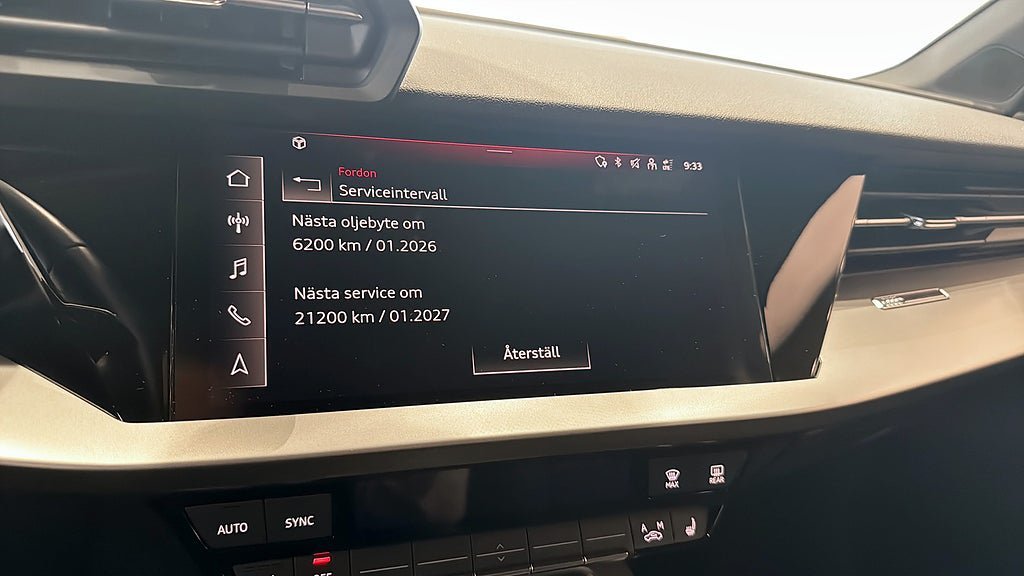 9:33
Fordon
Serviceintervall
Nästa oljebyte om
6200 km / 01.2026
Nästa service om
21200 km / 01.2027
Återställ
MAX
REAR
AUTO
SYNC
A M
OFF